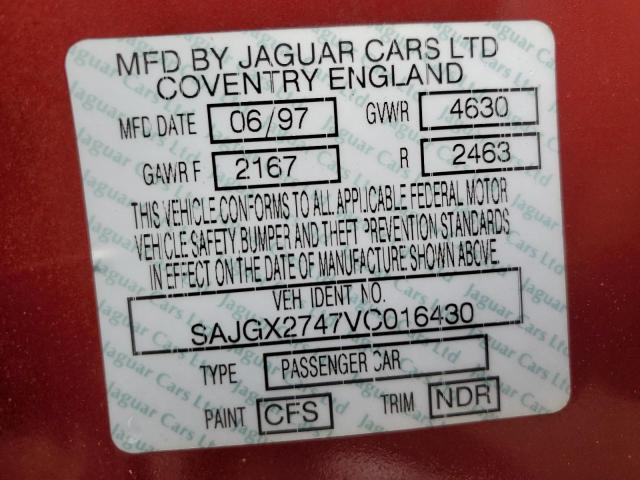 MFD BY JAGUAR CARS LTD
COVENTRY ENGLAND
MFD DATE 06/97 GVWR 4630
GAWR F 2167 R 2463
THIS VEHICLE CONFORMS TO ALL APPLICABLE FEDERAL MOTOR
VEHICLE SAFETY BUMPER AND THEFT PREVENTION STANDARDS
IN EFFECT ON THE DATE OF MANUFACTURE SHOWN ABOVE.
VEH IDENT NO.
SAJGX2747VC016430
TYPE PASSENGER CAR
PAINT CFS TRIM NDR